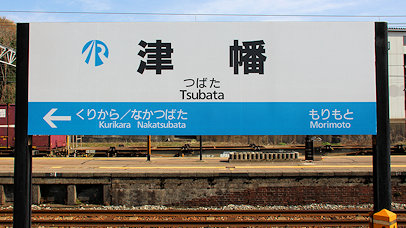 津幡
つばた
Tsubata
くりから／なかつばた もりもと
Kurikara Nakatsubata Morimoto